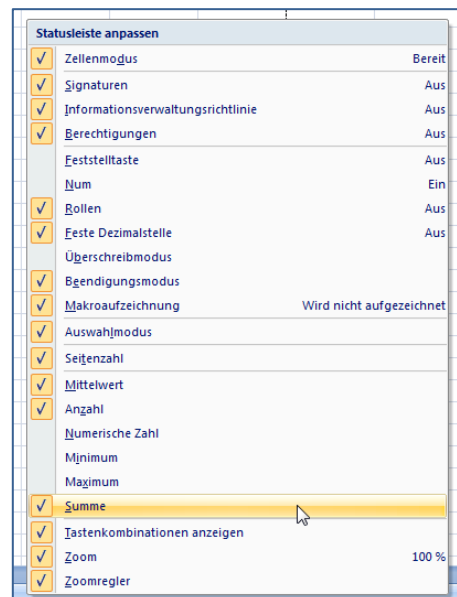 Statusleiste anpassen
Zellenmodus Bereit
Signaturen Aus
Informationsverwaltungsrichtlinie Aus
Berechtigungen Aus
Feststelltaste Aus
Num Ein
Rollen Aus
Feste Dezimalstelle Aus
Überschreibmodus
Beendigungsmodus
Makroaufzeichnung Wird nicht aufgezeichnet
Auswahlmodus
Seitenzahl
Mittelwert
Anzahl
Numerische Zahl
Minimum
Maximum
Summe
Tastenkombinationen anzeigen
Zoom 100 %
Zoomregler